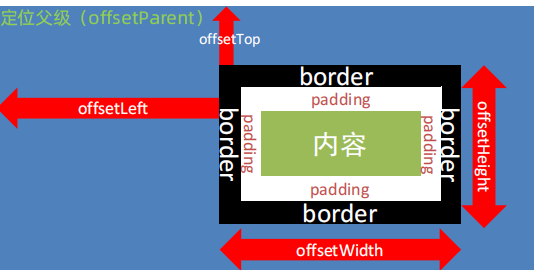 定位父级（offsetParent）
offsetTop
border
padding
offsetLeft
border
padding
内容
padding
border
offsetHeight
padding
border
offsetWidth